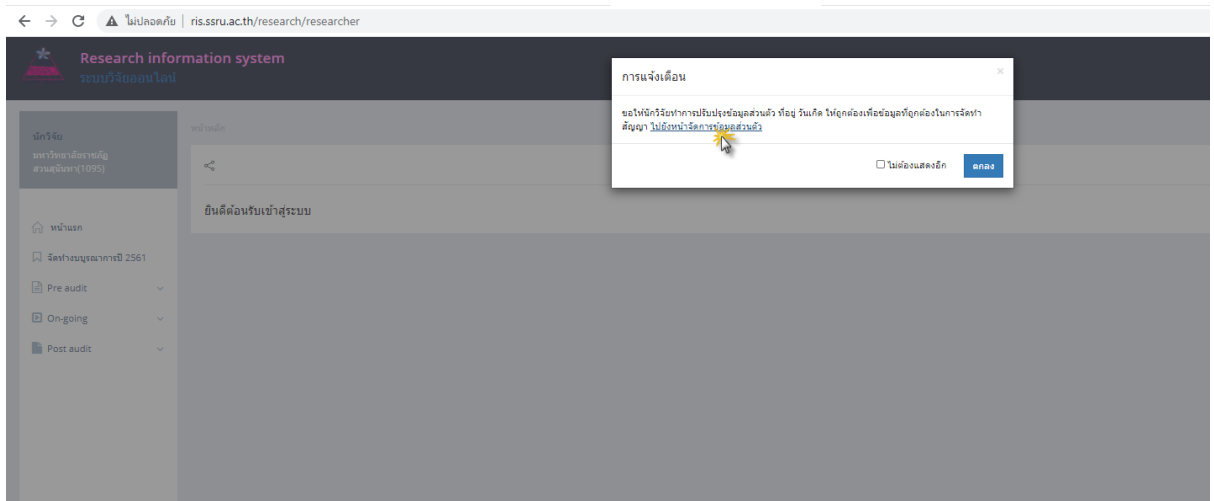 ไม่ปลอดภัย | ris.ssru.ac.th/research/researcher
Research information system
ระบบวิจัยออนไลน์
การแจ้งเตือน
×
ขอให้นักวิจัยทำการปรับปรุงข้อมูลส่วนตัว ที่อยู่ วันเกิด ให้ถูกต้องเพื่อข้อมูลที่ถูกต้องในการจัดทำ
สัญญา ไปยังหน้าจัดการข้อมูลส่วนตัว
ไม่ต้องแสดงอีก
ตกลง
นักวิจัย
มหาวิทยาลัยราชภัฏ
สวนสุนันทา(1095)
หน้าหลัก
ยินดีต้อนรับเข้าสู่ระบบ
หน้าแรก
จัดทำงบบูรณาการปี 2561
Pre audit
On-going
Post audit